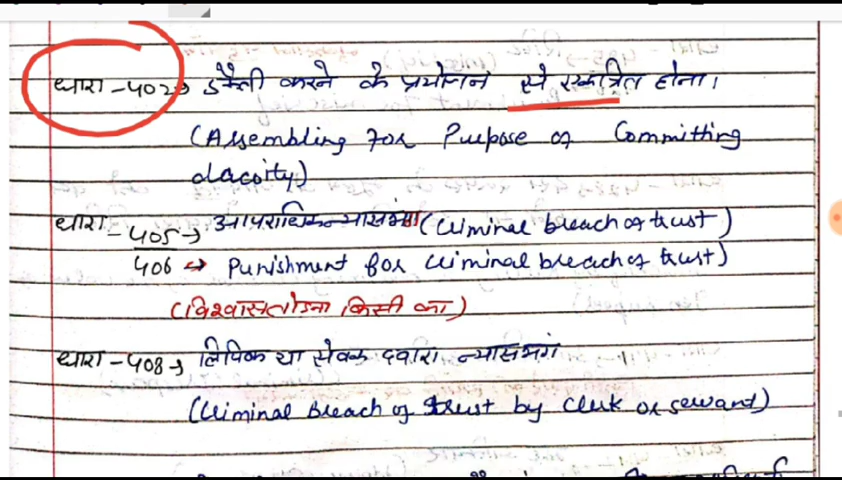 धारा - 402→ डकैती करने के प्रयोजन से एकत्रित होना।
(Assembling for Purpose of Committing
dacoity)
धारा - 405→ आपराधिक न्यासभंग (Criminal breach of trust)
406 → Punishment for Criminal breach of trust)
(विश्वास तोडना किसी का)
धारा - 408→ लिपिक या सेवक द्वारा न्यासभंग
(Criminal breach of trust by Clerk or servant)